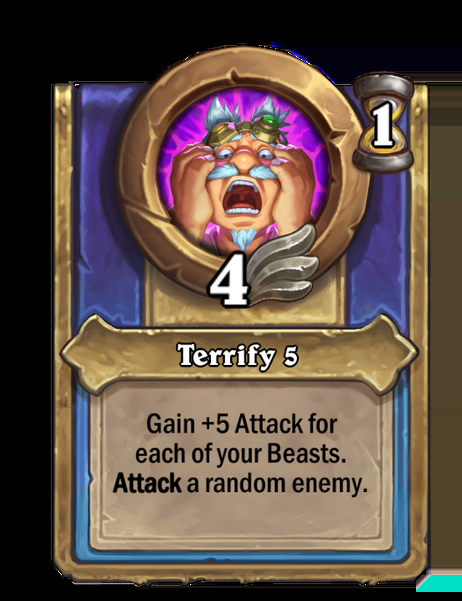 1
4
Terrify 5
Gain +5 Attack for
each of your Beasts.
Attack a random enemy.